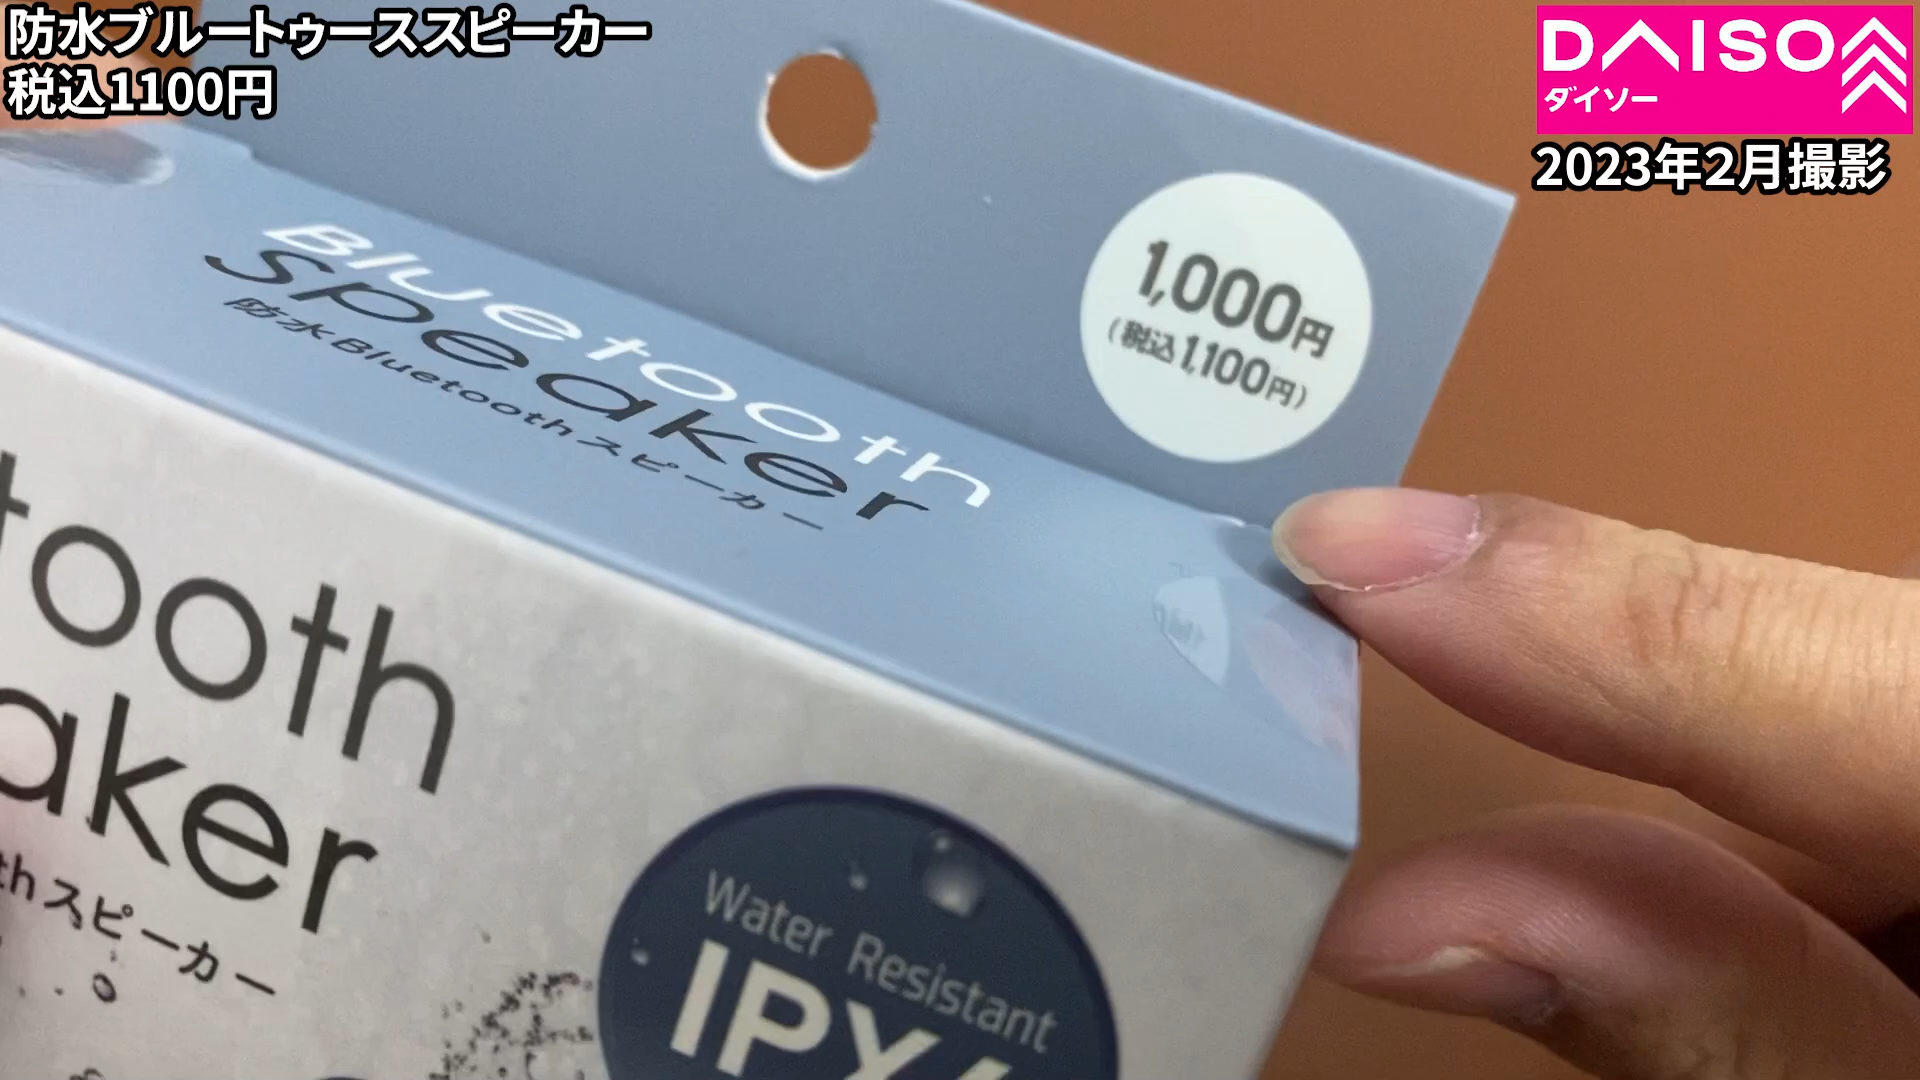 防水ブルートゥーススピーカー
税込1100円
DAISO
ダイソー
2023年2月撮影
1,000円
(税込1,100円)
Bluetooth
Speaker
防水Bluetoothスピーカー
tooth
aker
thスピーカー
Water Resistant
IPX